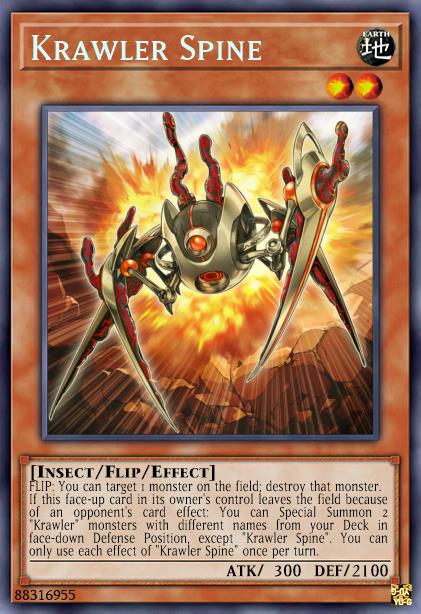 Krawler Spine
EARTH
地
[Insect/Flip/Effect]
FLIP: You can target 1 monster on the field; destroy that monster.
If this face-up card in its owner's control leaves the field because
of an opponent's card effect: You can Special Summon 2
"Krawler" monsters with different names from your Deck in
face-down Defense Position, except "Krawler Spine". You can
only use each effect of "Krawler Spine" once per turn.
ATK/ 300 DEF/2100
88316955